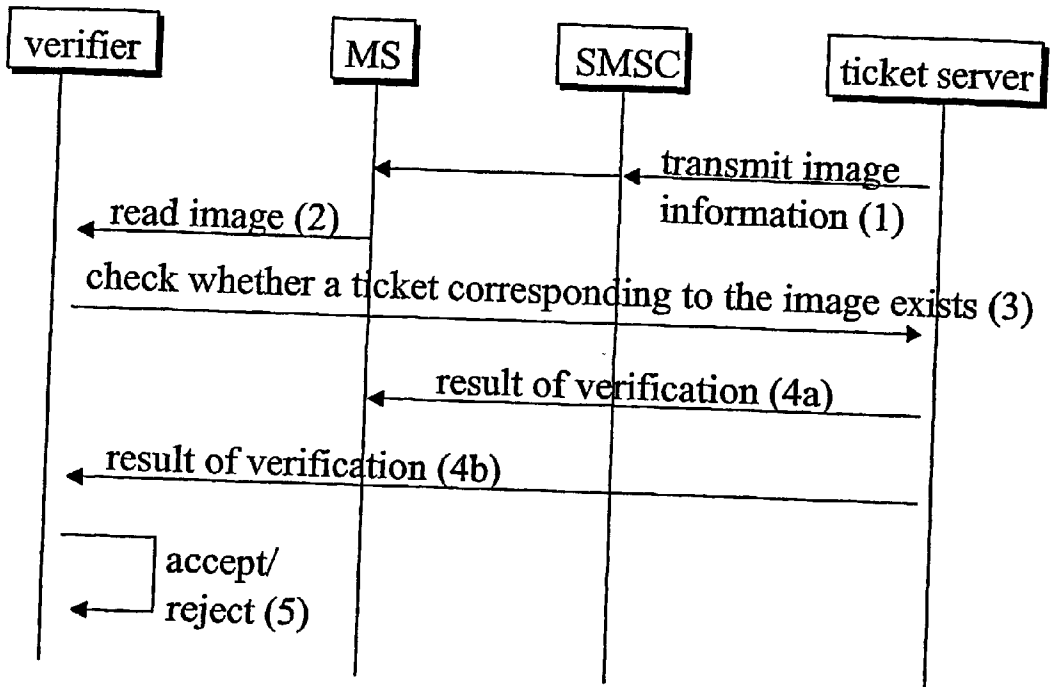 verifier
MS
SMSC
ticket server
transmit image
information (1)
read image (2)
check whether a ticket corresponding to the image exists (3)
result of verification (4a)
result of verification (4b)
accept/
reject (5)